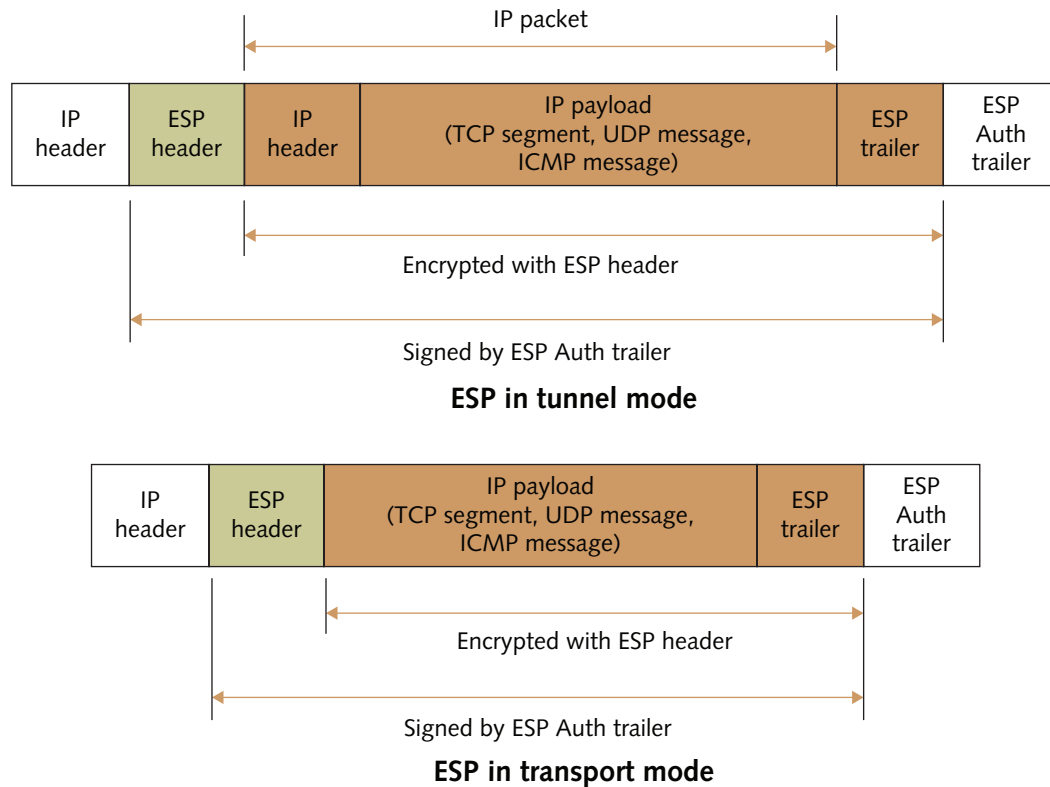 IP packet
IP
header
ESP
header
IP
header
IP payload
(TCP segment, UDP message,
ICMP message)
ESP
trailer
ESP
Auth
trailer
Encrypted with ESP header
Signed by ESP Auth trailer
ESP in tunnel mode
IP
header
ESP
header
IP payload
(TCP segment, UDP message,
ICMP message)
ESP
trailer
ESP
Auth
trailer
Encrypted with ESP header
Signed by ESP Auth trailer
ESP in transport mode